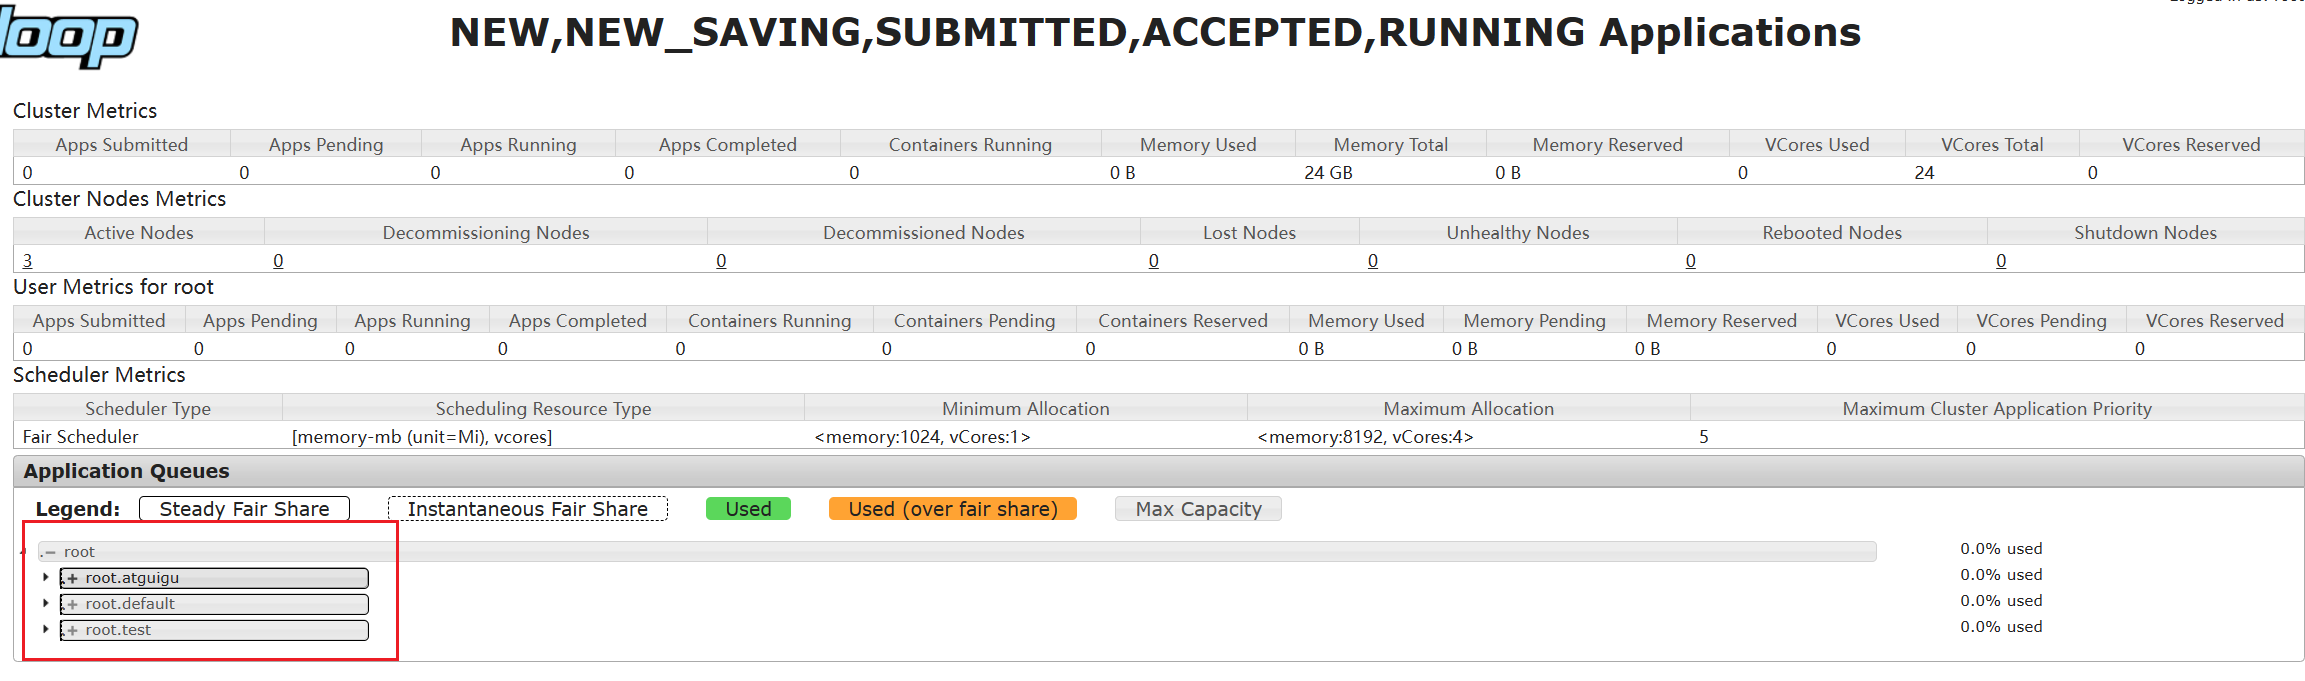 loop
NEW,NEW_SAVING,SUBMITTED,ACCEPTED,RUNNING Applications
Cluster Metrics
Apps Submitted Apps Pending Apps Running Apps Completed Containers Running Memory Used Memory Total Memory Reserved VCores Used VCores Total VCores Reserved
0 0 0 0 0 0 B 24 GB 0 B 0 24 0
Cluster Nodes Metrics
Active Nodes Decommissioning Nodes Decommissioned Nodes Lost Nodes Unhealthy Nodes Rebooted Nodes Shutdown Nodes
3 0 0 0 0 0 0
User Metrics for root
Apps Submitted Apps Pending Apps Running Apps Completed Containers Running Containers Pending Containers Reserved Memory Used Memory Pending Memory Reserved VCores Used VCores Pending VCores Reserved
0 0 0 0 0 0 0 0 B 0 B 0 B 0 0 0
Scheduler Metrics
Scheduler Type Scheduling Resource Type Minimum Allocation Maximum Allocation Maximum Cluster Application Priority
Fair Scheduler [memory-mb (unit=Mi), vcores] <memory:1024, vCores:1> <memory:8192, vCores:4> 5
Application Queues
Legend: Steady Fair Share Instantaneous Fair Share Used Used (over fair share) Max Capacity
root 0.0% used
root.atguigu 0.0% used
root.default 0.0% used
root.test 0.0% used